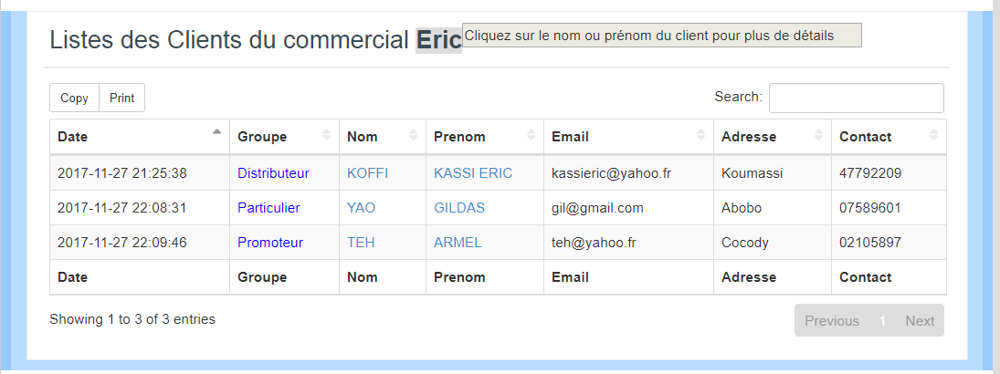 Listes des Clients du commercial Eric Cliquez sur le nom ou prénom du client pour plus de détails
Copy Print Search:
Date Groupe Nom Prenom Email Adresse Contact
2017-11-27 21:25:38 Distributeur KOFFI KASSI ERIC kassieric@yahoo.fr Koumassi 47792209
2017-11-27 22:08:31 Particulier YAO GILDAS gil@gmail.com Abobo 07589601
2017-11-27 22:09:46 Promoteur TEH ARMEL teh@yahoo.fr Cocody 02105897
Date Groupe Nom Prenom Email Adresse Contact
Showing 1 to 3 of 3 entries Previous 1 Next